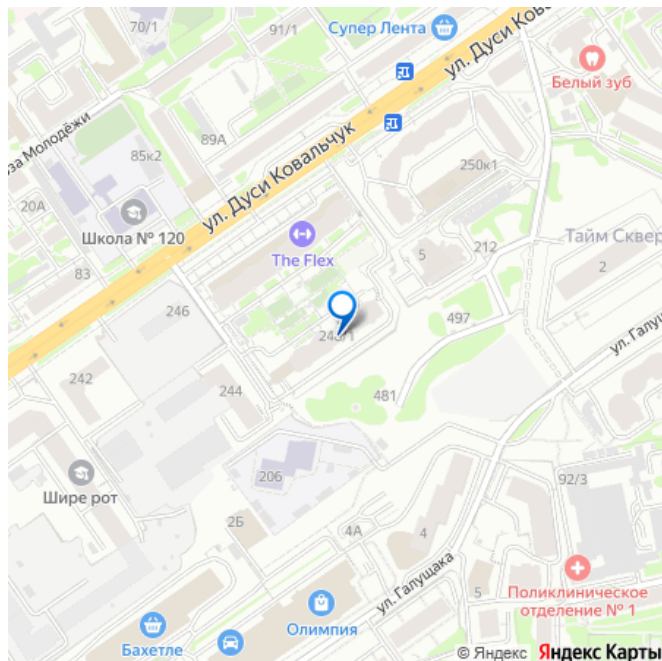 70/1
91/1
Супер Лента
ул. Дуси Ковальчук
Белый зуб
за Молодёжи
89А
85к2
250к1
20А
Школа № 120
ул. Дуси Ковальчук
The Flex
5
212
Тайм Сквер
2
83
246
497
248/1
ул. Галущ
242
244
481
206
92/3
Шире рот
2Б
4А
4
ул. Галущака
5
Поликлиническое
отделение № 1
Олимпия
Бахетле
© Яндекс Яндекс Карты